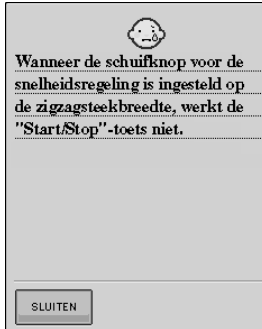 Wanneer de schuifknop voor de
snelheidsregeling is ingesteld op
de zigzagsteekbreedte, werkt de
"Start/Stop"-toets niet.
SLUITEN